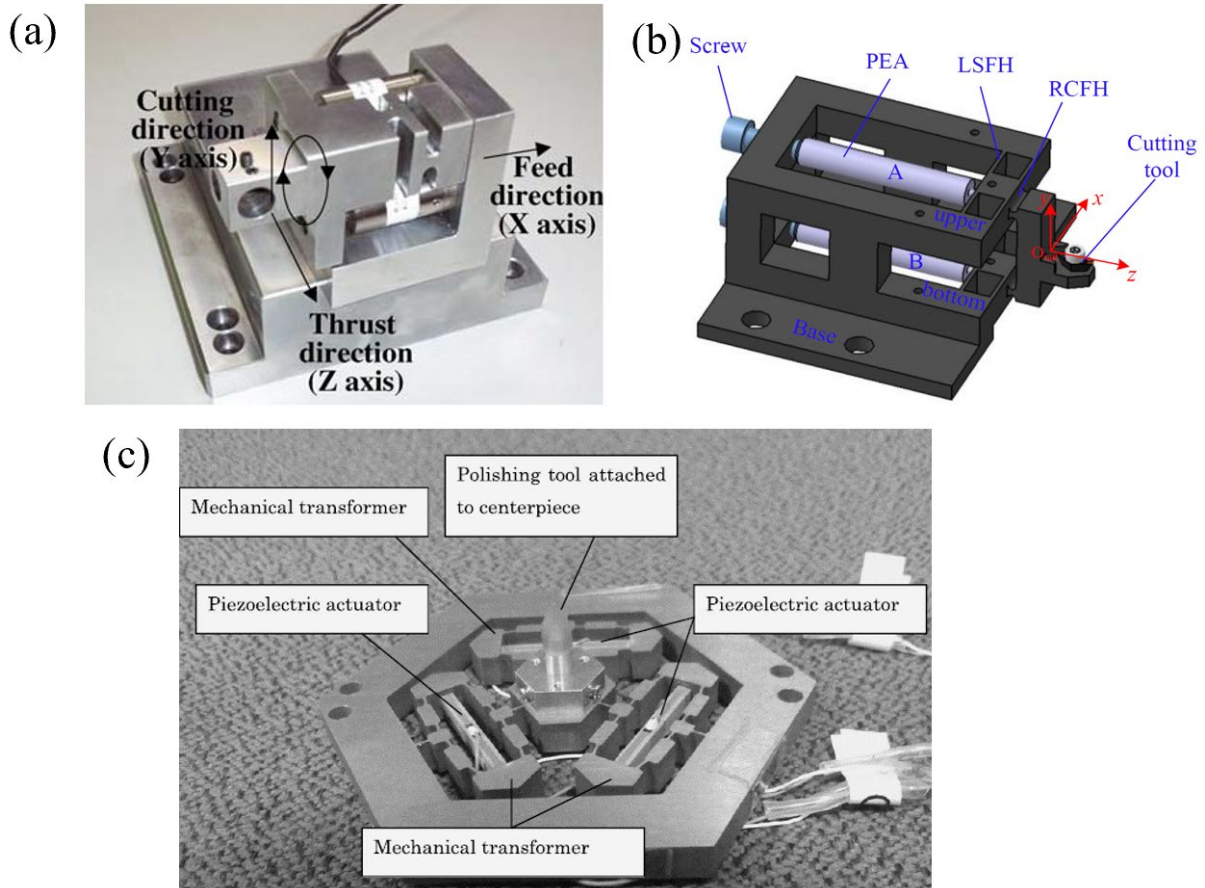 (a)
Cutting
direction
(Y axis)
Feed
direction
(X axis)
Thrust
direction
(Z axis)
(b)
Screw
PEA
LSFH
RCFH
Cutting
tool
A
upper
y
x
O
z
B
bottom
Base
(c)
Polishing tool attached
to centerpiece
Mechanical transformer
Piezoelectric actuator
Piezoelectric actuator
Mechanical transformer